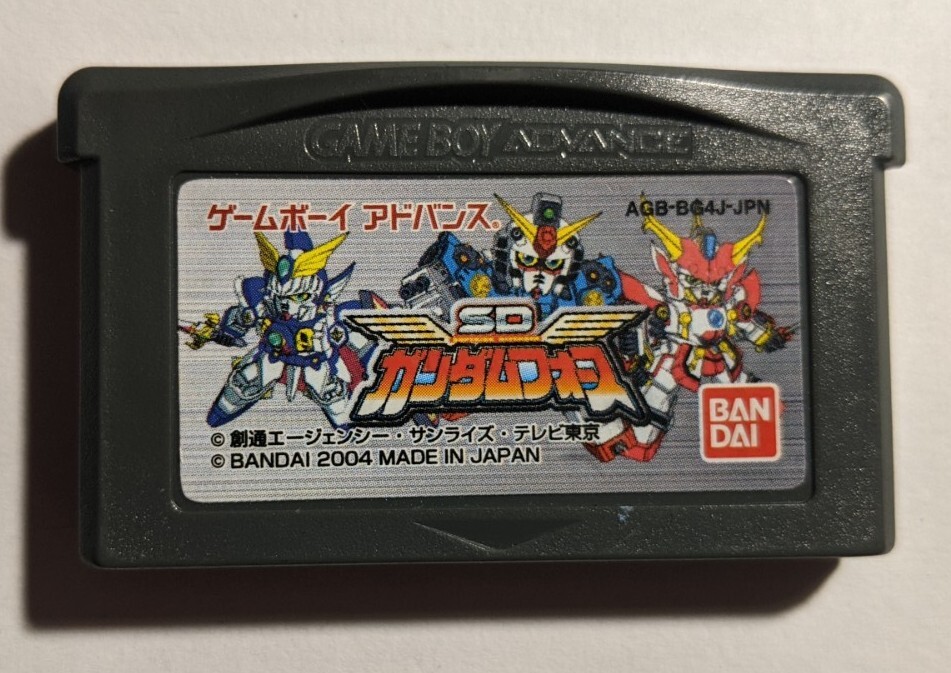 GAME BOY ADVANCE
ゲームボーイ アドバンス®
AGB-BG4J-JPN
SD
ガンダムフォース
© 創通エージェンシー・サンライズ・テレビ東京
© BANDAI 2004 MADE IN JAPAN
BAN
DAI